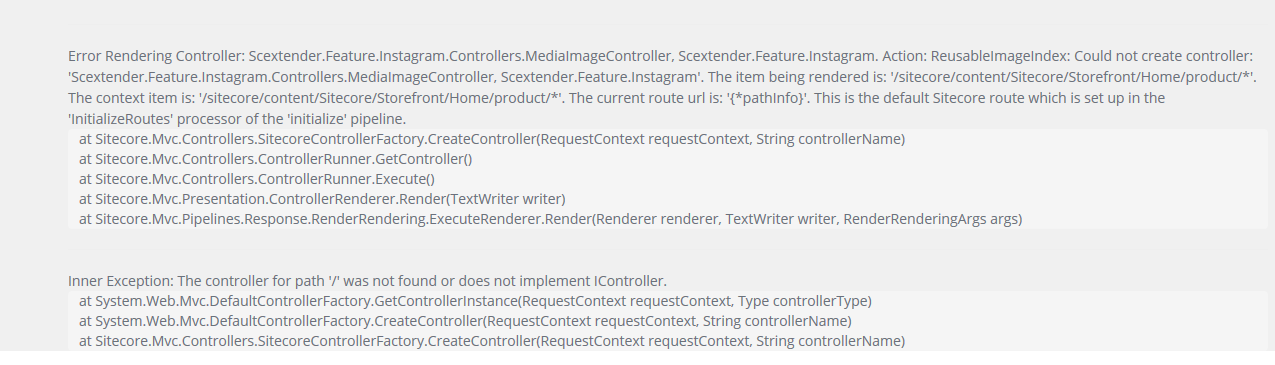 Error Rendering Controller: Scextender.Feature.Instagram.Controllers.MediaImageController, Scextender.Feature.Instagram. Action: ReusableImageIndex: Could not create controller:
'Scextender.Feature.Instagram.Controllers.MediaImageController, Scextender.Feature.Instagram'. The item being rendered is: '/sitecore/content/Sitecore/Storefront/Home/product/*'.
The context item is: '/sitecore/content/Sitecore/Storefront/Home/product/*'. The current route url is: '{*pathInfo}'. This is the default Sitecore route which is set up in the
'InitializeRoutes' processor of the 'initialize' pipeline.
at Sitecore.Mvc.Controllers.SitecoreControllerFactory.CreateController(RequestContext requestContext, String controllerName)
at Sitecore.Mvc.Controllers.ControllerRunner.GetController()
at Sitecore.Mvc.Controllers.ControllerRunner.Execute()
at Sitecore.Mvc.Presentation.ControllerRenderer.Render(TextWriter writer)
at Sitecore.Mvc.Pipelines.Response.RenderRendering.ExecuteRenderer.Render(Renderer renderer, TextWriter writer, RenderRenderingArgs args)
Inner Exception: The controller for path '/' was not found or does not implement IController.
at System.Web.Mvc.DefaultControllerFactory.GetControllerInstance(RequestContext requestContext, Type controllerType)
at System.Web.Mvc.DefaultControllerFactory.CreateController(RequestContext requestContext, String controllerName)
at Sitecore.Mvc.Controllers.SitecoreControllerFactory.CreateController(RequestContext requestContext, String controllerName)